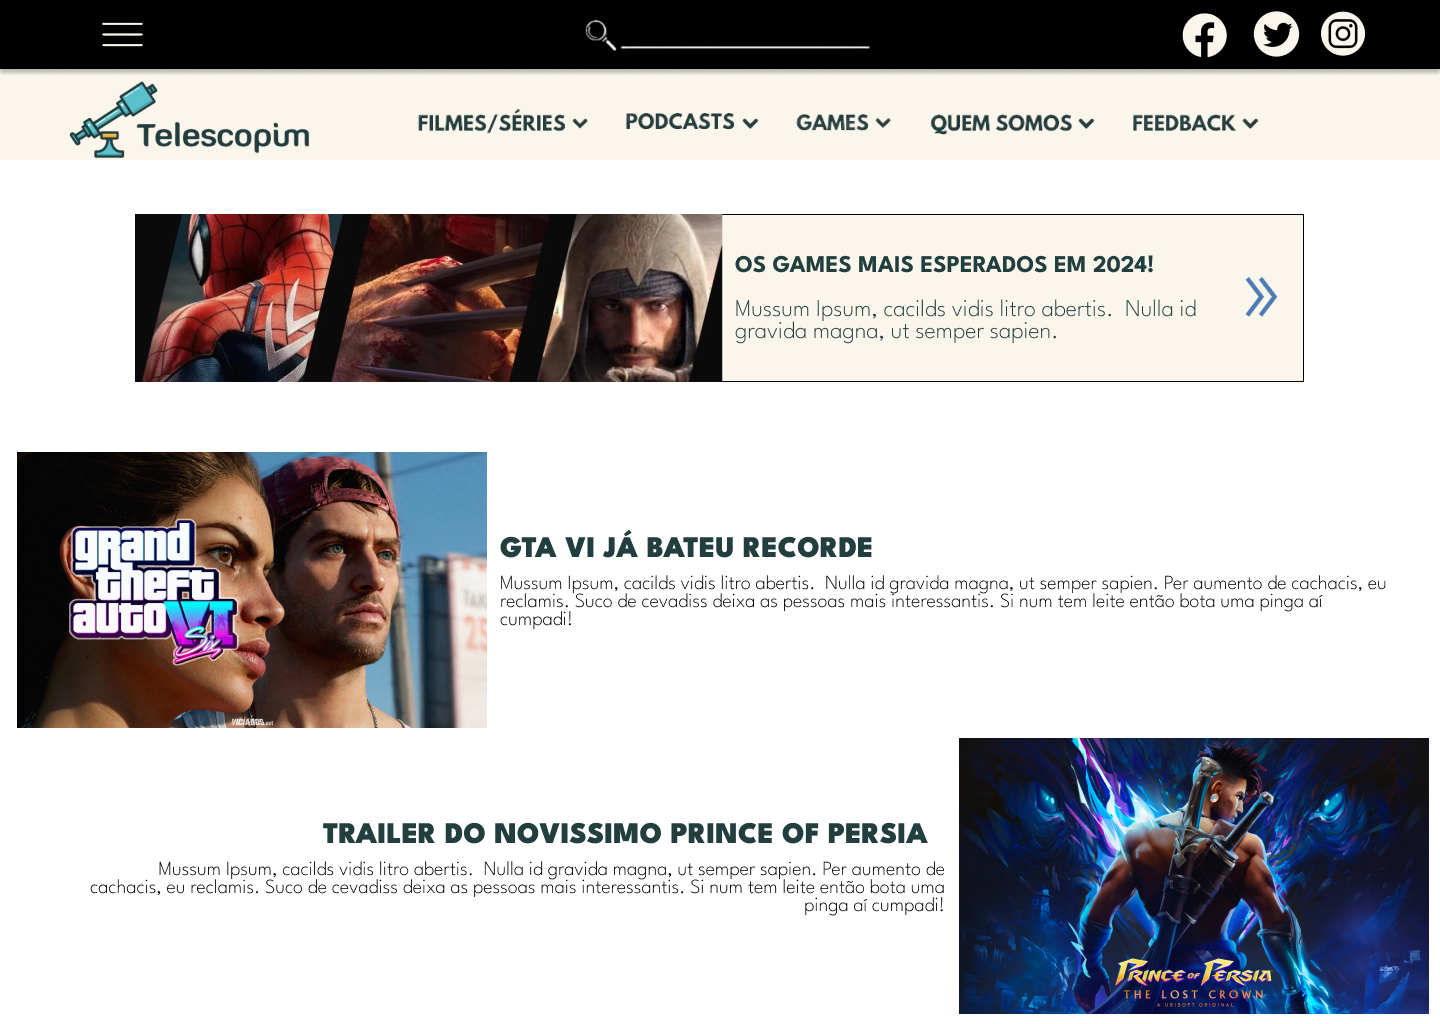 Telescopim
FILMES/SÉRIES
PODCASTS
GAMES
QUEM SOMOS
FEEDBACK
OS GAMES MAIS ESPERADOS EM 2024!
Mussum Ipsum, cacilds vidis litro abertis.  Nulla id
gravida magna, ut semper sapien.
grand
theft
auto VI
Six
VICIADOS.net
GTA VI JÁ BATEU RECORDE
Mussum Ipsum, cacilds vidis litro abertis.  Nulla id gravida magna, ut semper sapien. Per aumento de cachacis, eu
reclamis. Suco de cevadiss deixa as pessoas mais interessantis. Si num tem leite então bota uma pinga aí
cumpadi!
TRAILER DO NOVISSIMO PRINCE OF PERSIA
Mussum Ipsum, cacilds vidis litro abertis.  Nulla id gravida magna, ut semper sapien. Per aumento de
cachacis, eu reclamis. Suco de cevadiss deixa as pessoas mais interessantis. Si num tem leite então bota uma
pinga aí cumpadi!
PRINCE OF PERSIA
THE LOST CROWN
A UBISOFT ORIGINAL